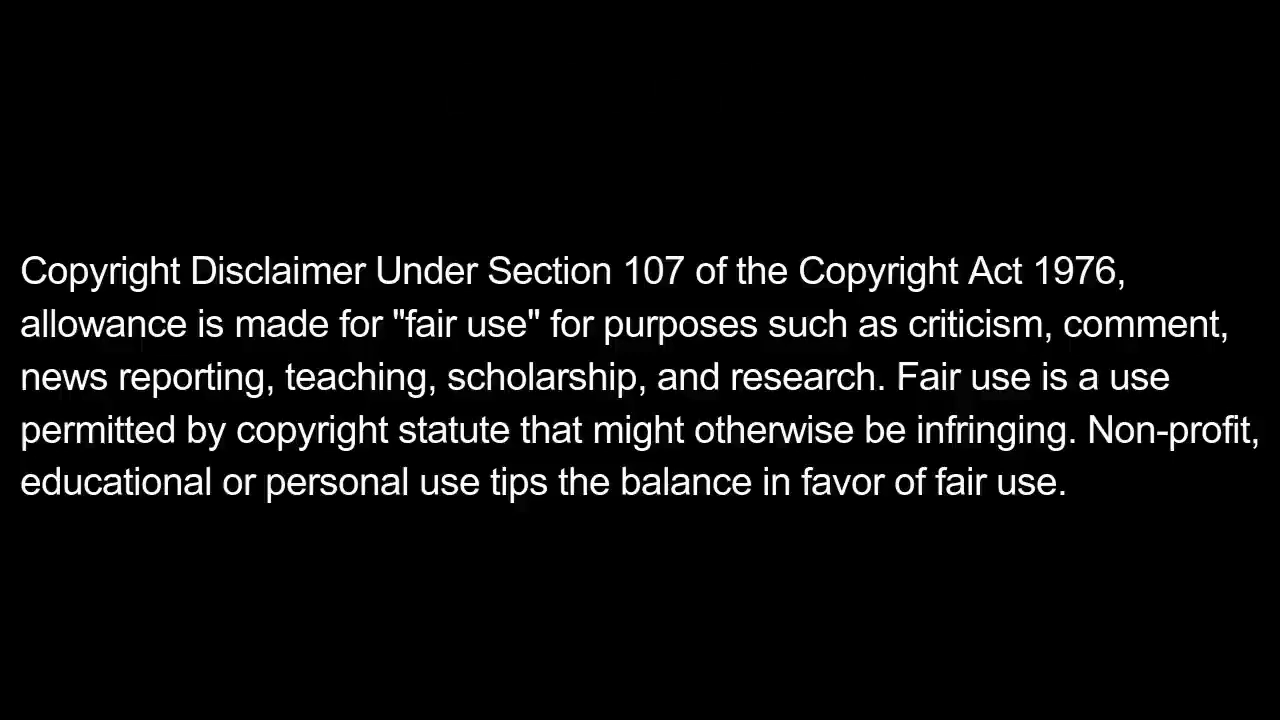 Copyright Disclaimer Under Section 107 of the Copyright Act 1976,
allowance is made for "fair use" for purposes such as criticism, comment,
news reporting, teaching, scholarship, and research. Fair use is a use
permitted by copyright statute that might otherwise be infringing. Non-profit,
educational or personal use tips the balance in favor of fair use.